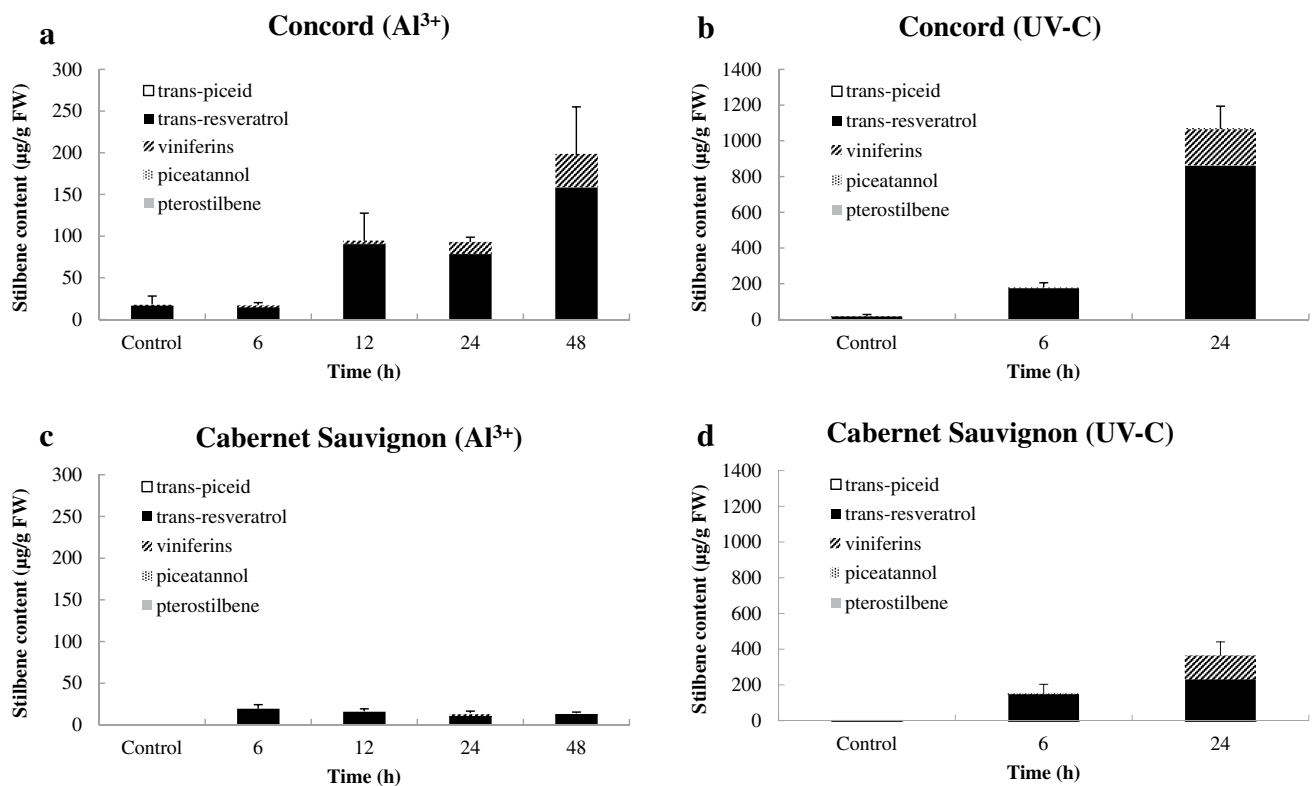 a
Concord (Al³⁺)
Stilbene content (μg/g FW)
300
250
200
150
100
50
0
trans-piceid
trans-resveratrol
viniferins
piceatannol
pterostilbene
Control 6 12 24 48
Time (h)
b
Concord (UV-C)
Stilbene content (μg/g FW)
1400
1200
1000
800
600
400
200
0
trans-piceid
trans-resveratrol
viniferins
piceatannol
pterostilbene
Control 6 24
Time (h)
c
Cabernet Sauvignon (Al³⁺)
Stilbene content (μg/g FW)
300
250
200
150
100
50
0
trans-piceid
trans-resveratrol
viniferins
piceatannol
pterostilbene
Control 6 12 24 48
Time (h)
d
Cabernet Sauvignon (UV-C)
Stilbene content (μg/g FW)
1400
1200
1000
800
600
400
200
0
trans-piceid
trans-resveratrol
viniferins
piceatannol
pterostilbene
Control 6 24
Time (h)